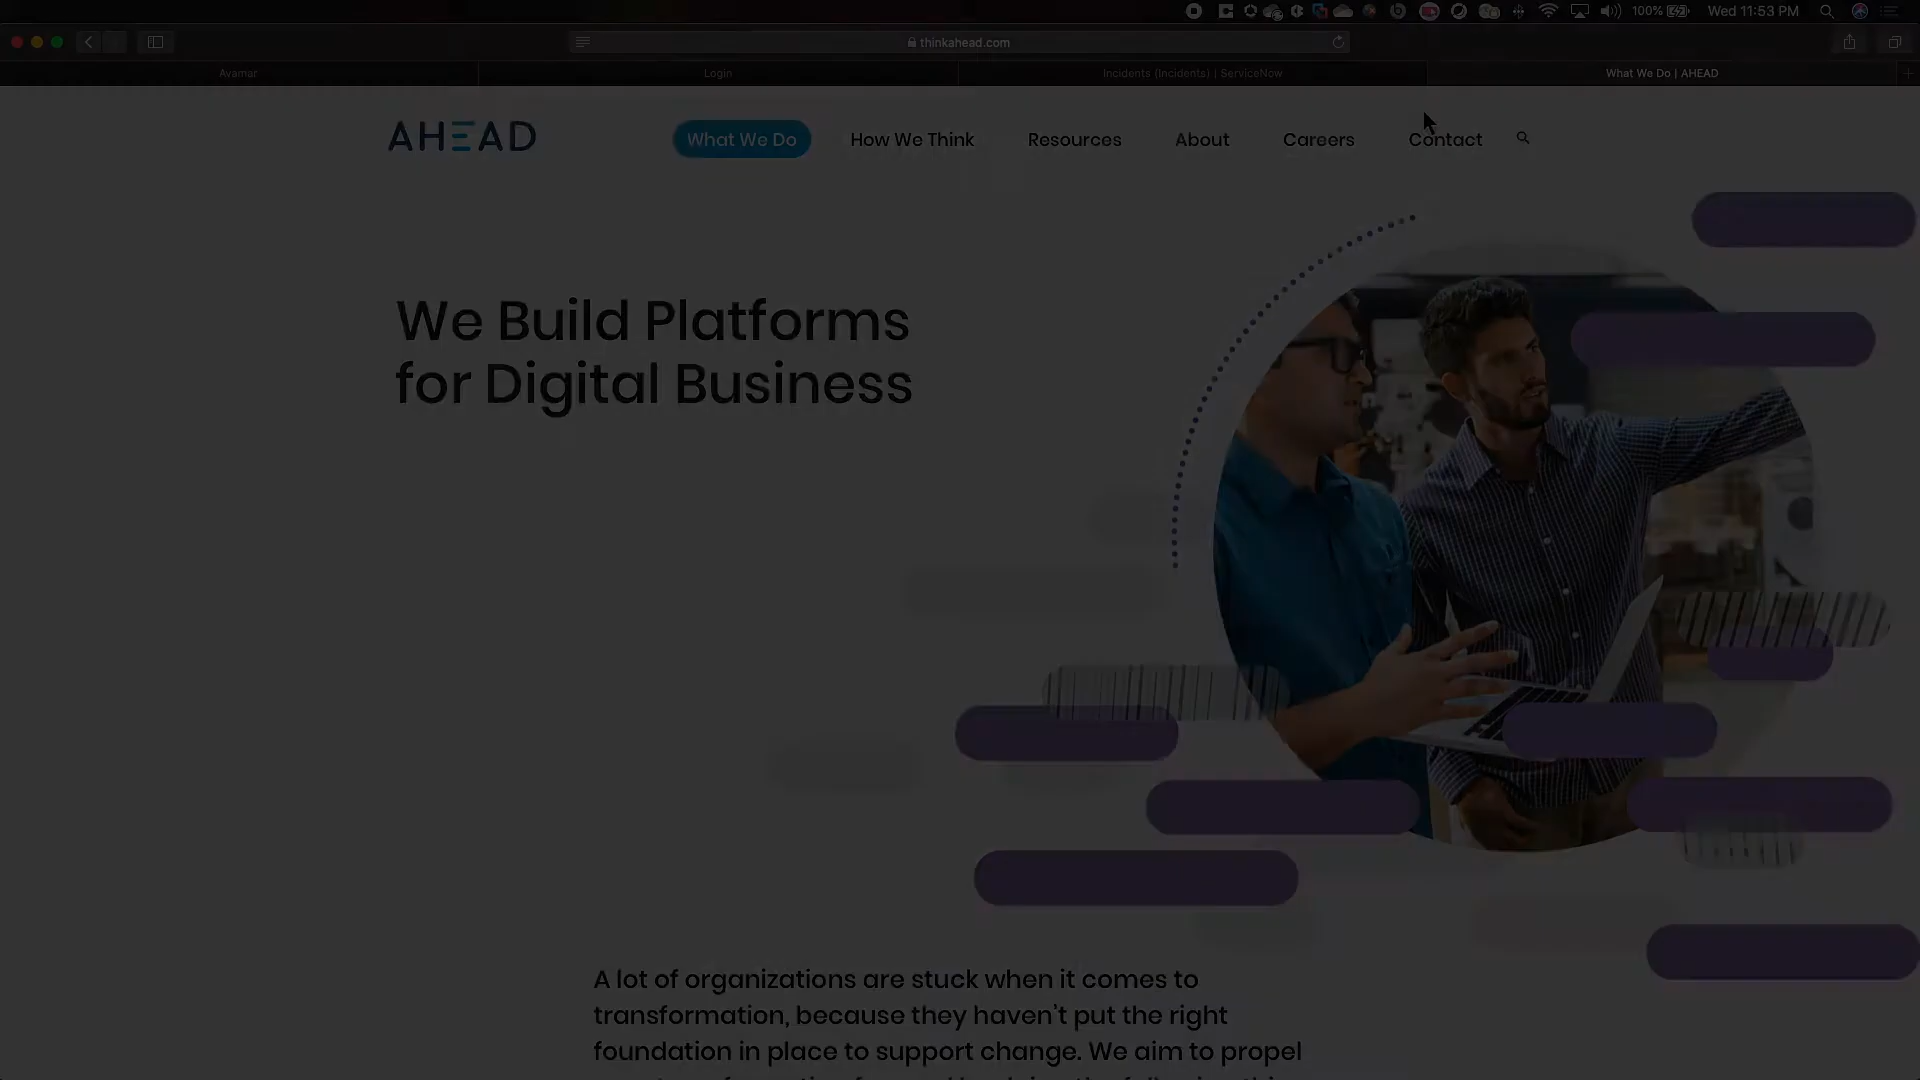 100%
Wed 11:53 PM
thinkahead.com
Avamar
Login
Incidents (Incidents) | ServiceNow
What We Do | AHEAD
AHEAD
What We Do
How We Think
Resources
About
Careers
Contact
We Build Platforms
for Digital Business
A lot of organizations are stuck when it comes to
transformation, because they haven't put the right
foundation in place to support change. We aim to propel